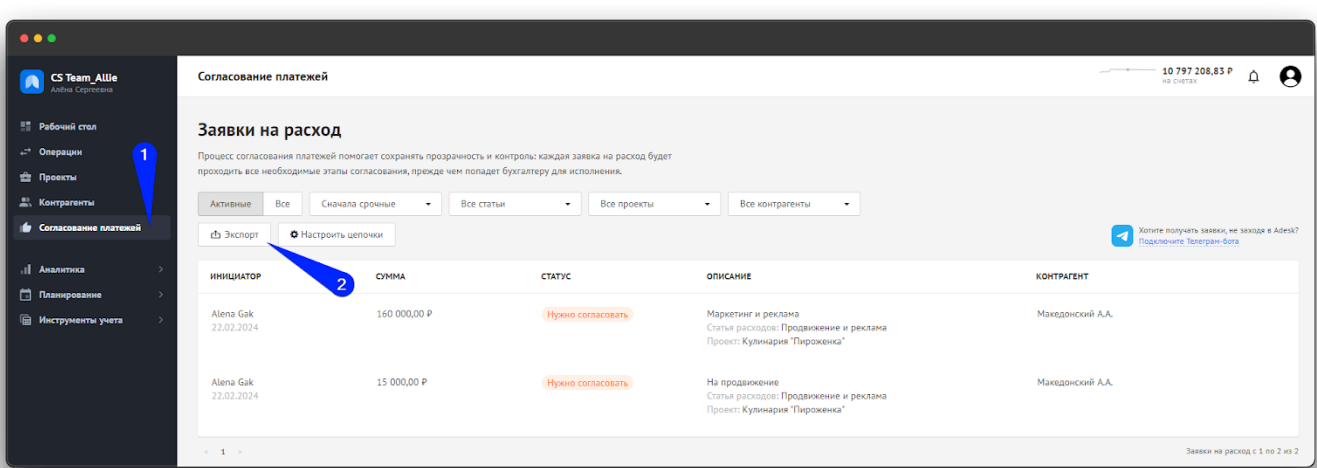 CS Team_Allie
Алёна Сергеевна
Рабочий стол
Операции
Проекты
Контрагенты
Согласование платежей
Аналитика
Планирование
Инструменты учета
1
Согласование платежей
10 797 208,83 ₽
на счетах
Заявки на расход
Процесс согласования платежей помогает сохранять прозрачность и контроль: каждая заявка на расход будет
проходить все необходимые этапы согласования, прежде чем попадет бухгалтеру для исполнения.
Активные Все Сначала срочные Все статьи Все проекты Все контрагенты
Экспорт Настроить цепочки
Хотите получать заявки, не заходя в Adesk?
Подключите Телеграм-бота
2
ИНИЦИАТОР СУММА СТАТУС ОПИСАНИЕ КОНТРАГЕНТ
Alena Gak 160 000,00 ₽ Нужно согласовать Маркетинг и реклама Македонский А.А.
22.02.2024 Статья расходов: Продвижение и реклама
Проект: Кулинария "Пироженка"
Alena Gak 15 000,00 ₽ Нужно согласовать На продвижение Македонский А.А.
22.02.2024 Статья расходов: Продвижение и реклама
Проект: Кулинария "Пироженка"
< 1 > Заявки на расход с 1 по 2 из 2